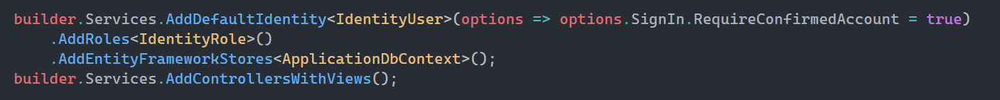 builder.Services.AddDefaultIdentity<IdentityUser>(options => options.SignIn.RequireConfirmedAccount = true)
    .AddRoles<IdentityRole>()
    .AddEntityFrameworkStores<ApplicationDbContext>();
builder.Services.AddControllersWithViews();